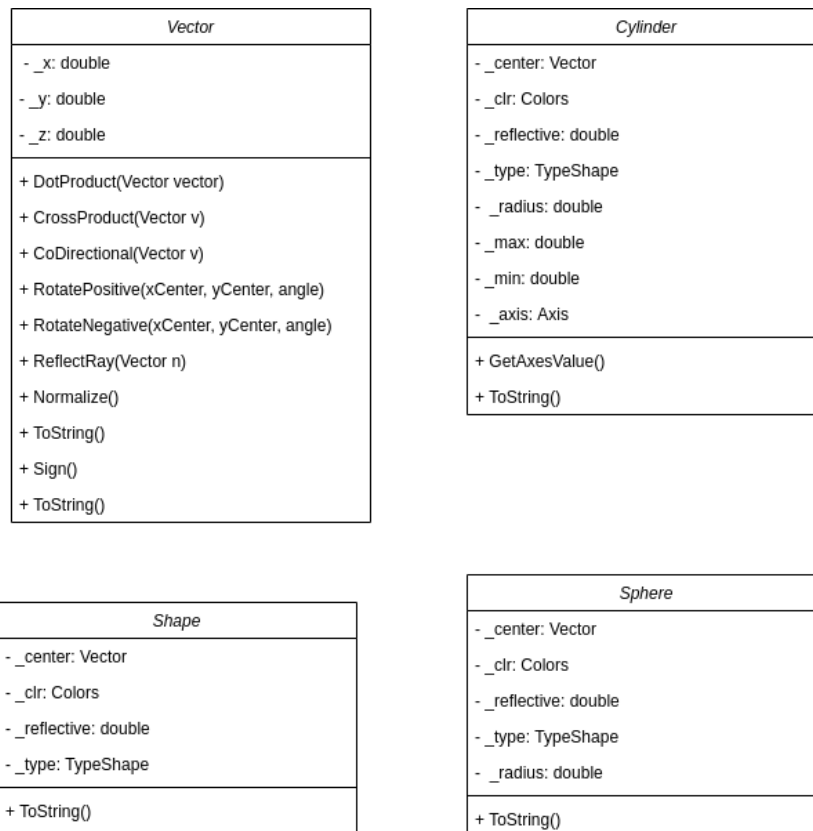 Vector
- _x: double
- _y: double
- _z: double
+ DotProduct(Vector vector)
+ CrossProduct(Vector v)
+ CoDirectional(Vector v)
+ RotatePositive(xCenter, yCenter, angle)
+ RotateNegative(xCenter, yCenter, angle)
+ ReflectRay(Vector n)
+ Normalize()
+ ToString()
+ Sign()
+ ToString()
Cylinder
- _center: Vector
- _clr: Colors
- _reflective: double
- _type: TypeShape
- _radius: double
- _max: double
- _min: double
- _axis: Axis
+ GetAxesValue()
+ ToString()
Shape
- _center: Vector
- _clr: Colors
- _reflective: double
- _type: TypeShape
+ ToString()
Sphere
- _center: Vector
- _clr: Colors
- _reflective: double
- _type: TypeShape
- _radius: double
+ ToString()